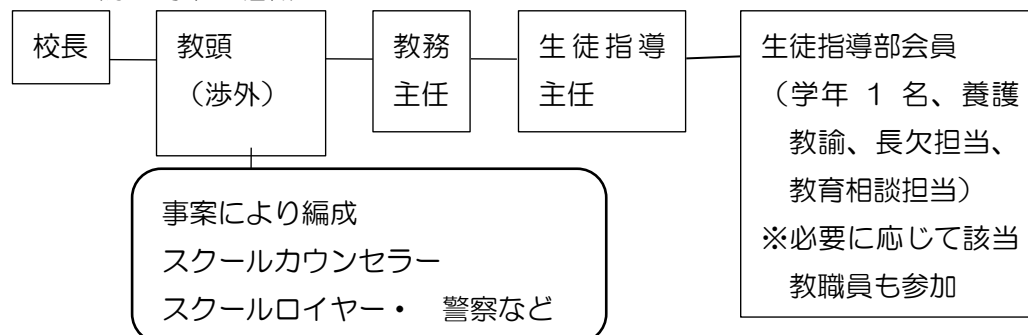 校長
教頭
(渉外)
教務
主任
生徒指導
主任
生徒指導部会員
(学年 1 名、養護
教諭、長欠担当、
教育相談担当)
※必要に応じて該当
教職員も参加
事案により編成
スクールカウンセラー
スクールロイヤー・ 警察など